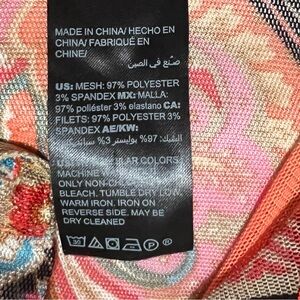 MADE IN CHINA/ HECHO EN
CHINA/ FABRIQUÉ EN
CHINE/
صنع في الصين
US: MESH: 97% POLYESTER
3% SPANDEX MX: MALLA:
97% poliéster 3% elastano CA:
FILETS: 97% POLYESTER 3%
SPANDEX AE/KW:
الشبك: 97% بوليستر 3%
COLORS.
MACHINE
ONLY NON-
BLEACH. TUMBLE DRY LOW.
WARM IRON. IRON ON
REVERSE SIDE. MAY BE
DRY CLEANED
30
P